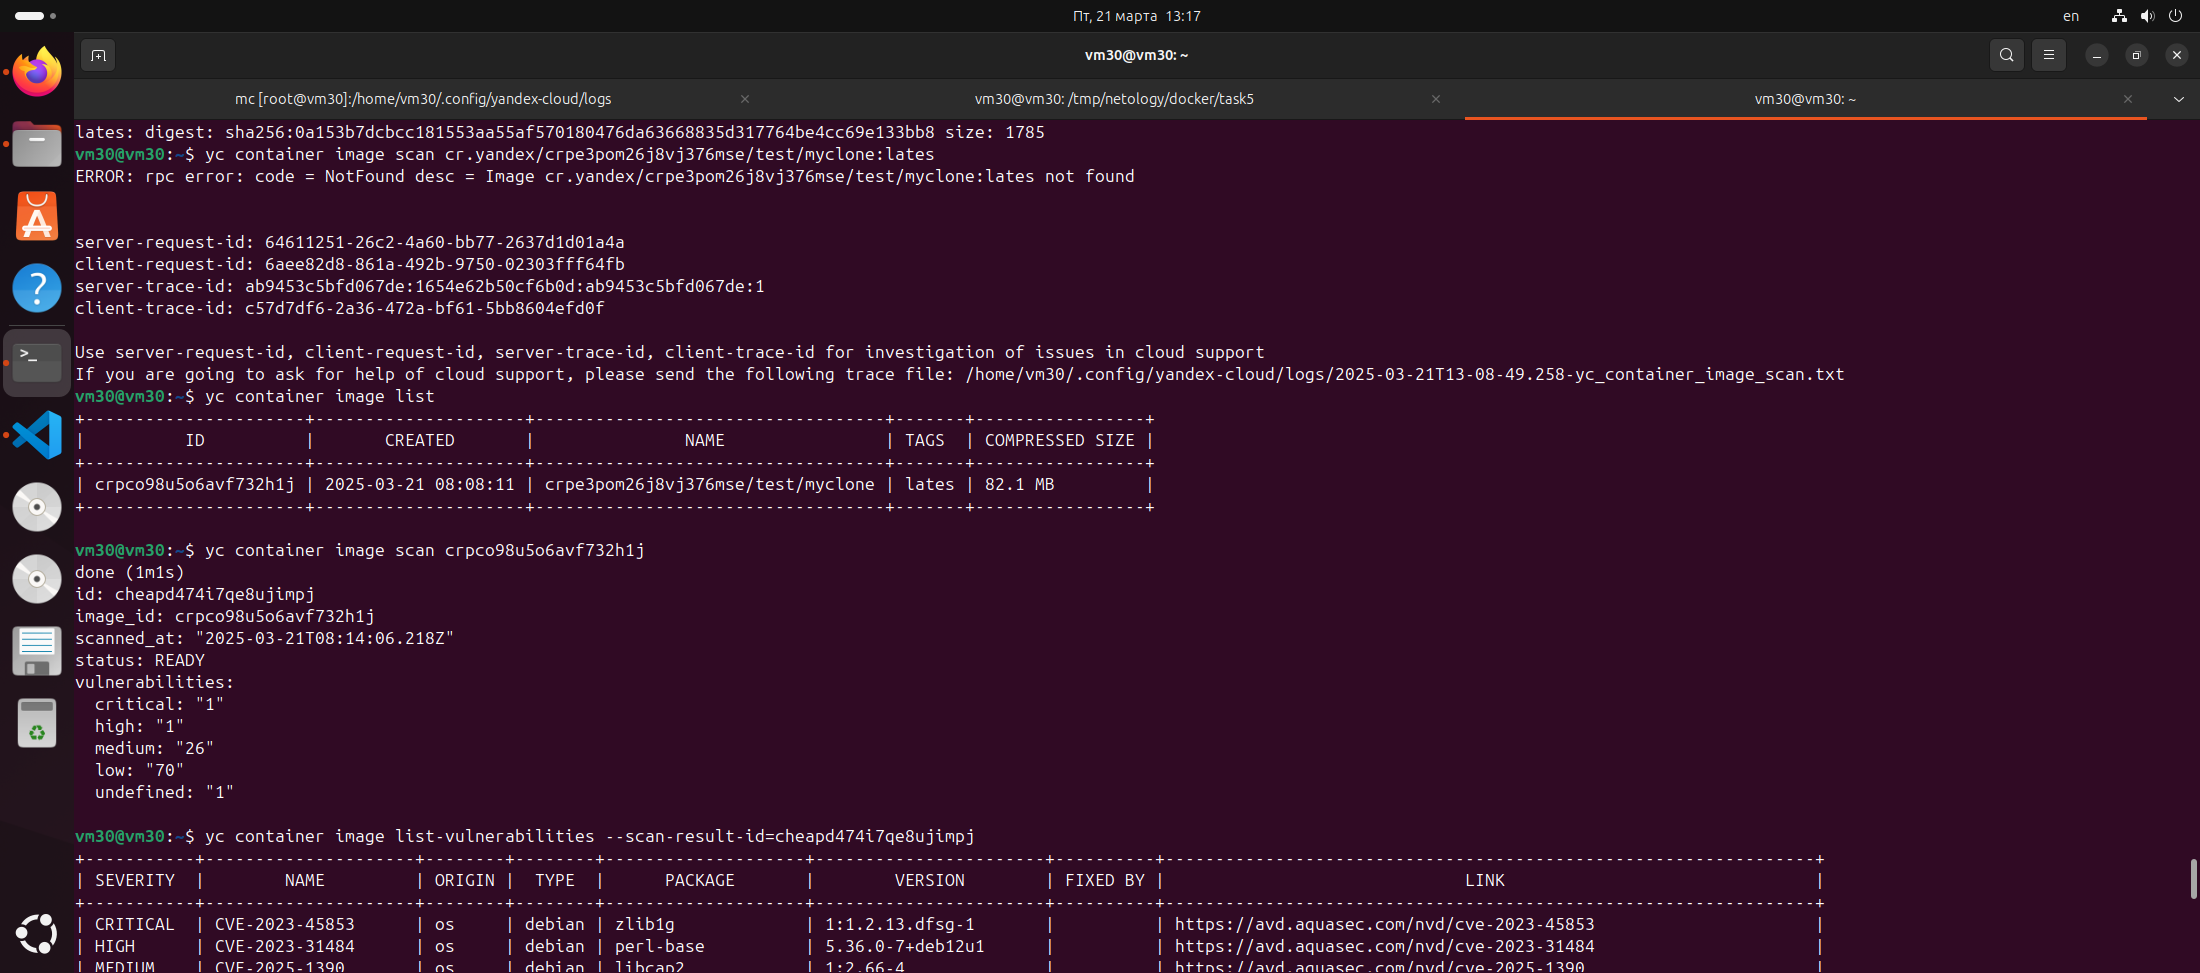 Пт, 21 марта 13:17
en
vm30@vm30: ~
mc [root@vm30]:/home/vm30/.config/yandex-cloud/logs
vm30@vm30: /tmp/netology/docker/task5
vm30@vm30: ~
lates: digest: sha256:0a153b7dcbcc181553aa55af570180476da63668835d317764be4cc69e133bb8 size: 1785
vm30@vm30:~$ yc container image scan cr.yandex/crpe3pom26j8vj376mse/test/myclone:lates
ERROR: rpc error: code = NotFound desc = Image cr.yandex/crpe3pom26j8vj376mse/test/myclone:lates not found
server-request-id: 64611251-26c2-4a60-bb77-2637d1d01a4a
client-request-id: 6aee82d8-861a-492b-9750-02303fff64fb
server-trace-id: ab9453c5bfd067de:1654e62b50cf6b0d:ab9453c5bfd067de:1
client-trace-id: c57d7df6-2a36-472a-bf61-5bb8604efd0f
Use server-request-id, client-request-id, server-trace-id, client-trace-id for investigation of issues in cloud support
If you are going to ask for help of cloud support, please send the following trace file: /home/vm30/.config/yandex-cloud/logs/2025-03-21T13-08-49.258-yc_container_image_scan.txt
vm30@vm30:~$ yc container image list
+----------------------+---------------------+-----------------------------------+-------+-----------------+
| ID | CREATED | NAME | TAGS | COMPRESSED SIZE |
+----------------------+---------------------+-----------------------------------+-------+-----------------+
| crpco98u5o6avf732h1j | 2025-03-21 08:08:11 | crpe3pom26j8vj376mse/test/myclone | lates | 82.1 MB |
+----------------------+---------------------+-----------------------------------+-------+-----------------+
vm30@vm30:~$ yc container image scan crpco98u5o6avf732h1j
done (1m1s)
id: cheapd474i7qe8ujimpj
image_id: crpco98u5o6avf732h1j
scanned_at: "2025-03-21T08:14:06.218Z"
status: READY
vulnerabilities:
critical: "1"
high: "1"
medium: "26"
low: "70"
undefined: "1"
vm30@vm30:~$ yc container image list-vulnerabilities --scan-result-id=cheapd474i7qe8ujimpj
+-----------+---------------------+--------+--------+--------------------+-----------------------+----------+-----------------------------------------------------------------+
| SEVERITY | NAME | ORIGIN | TYPE | PACKAGE | VERSION | FIXED BY | LINK |
+-----------+---------------------+--------+--------+--------------------+-----------------------+----------+-----------------------------------------------------------------+
| CRITICAL | CVE-2023-45853 | os | debian | zlib1g | 1:1.2.13.dfsg-1 | | https://avd.aquasec.com/nvd/cve-2023-45853 |
| HIGH | CVE-2023-31484 | os | debian | perl-base | 5.36.0-7+deb12u1 | | https://avd.aquasec.com/nvd/cve-2023-31484 |
| MEDIUM | CVE-2025-1390 | os | debian | libcap2 | 1:2.66-4 | | https://avd.aquasec.com/nvd/cve-2025-1390 |